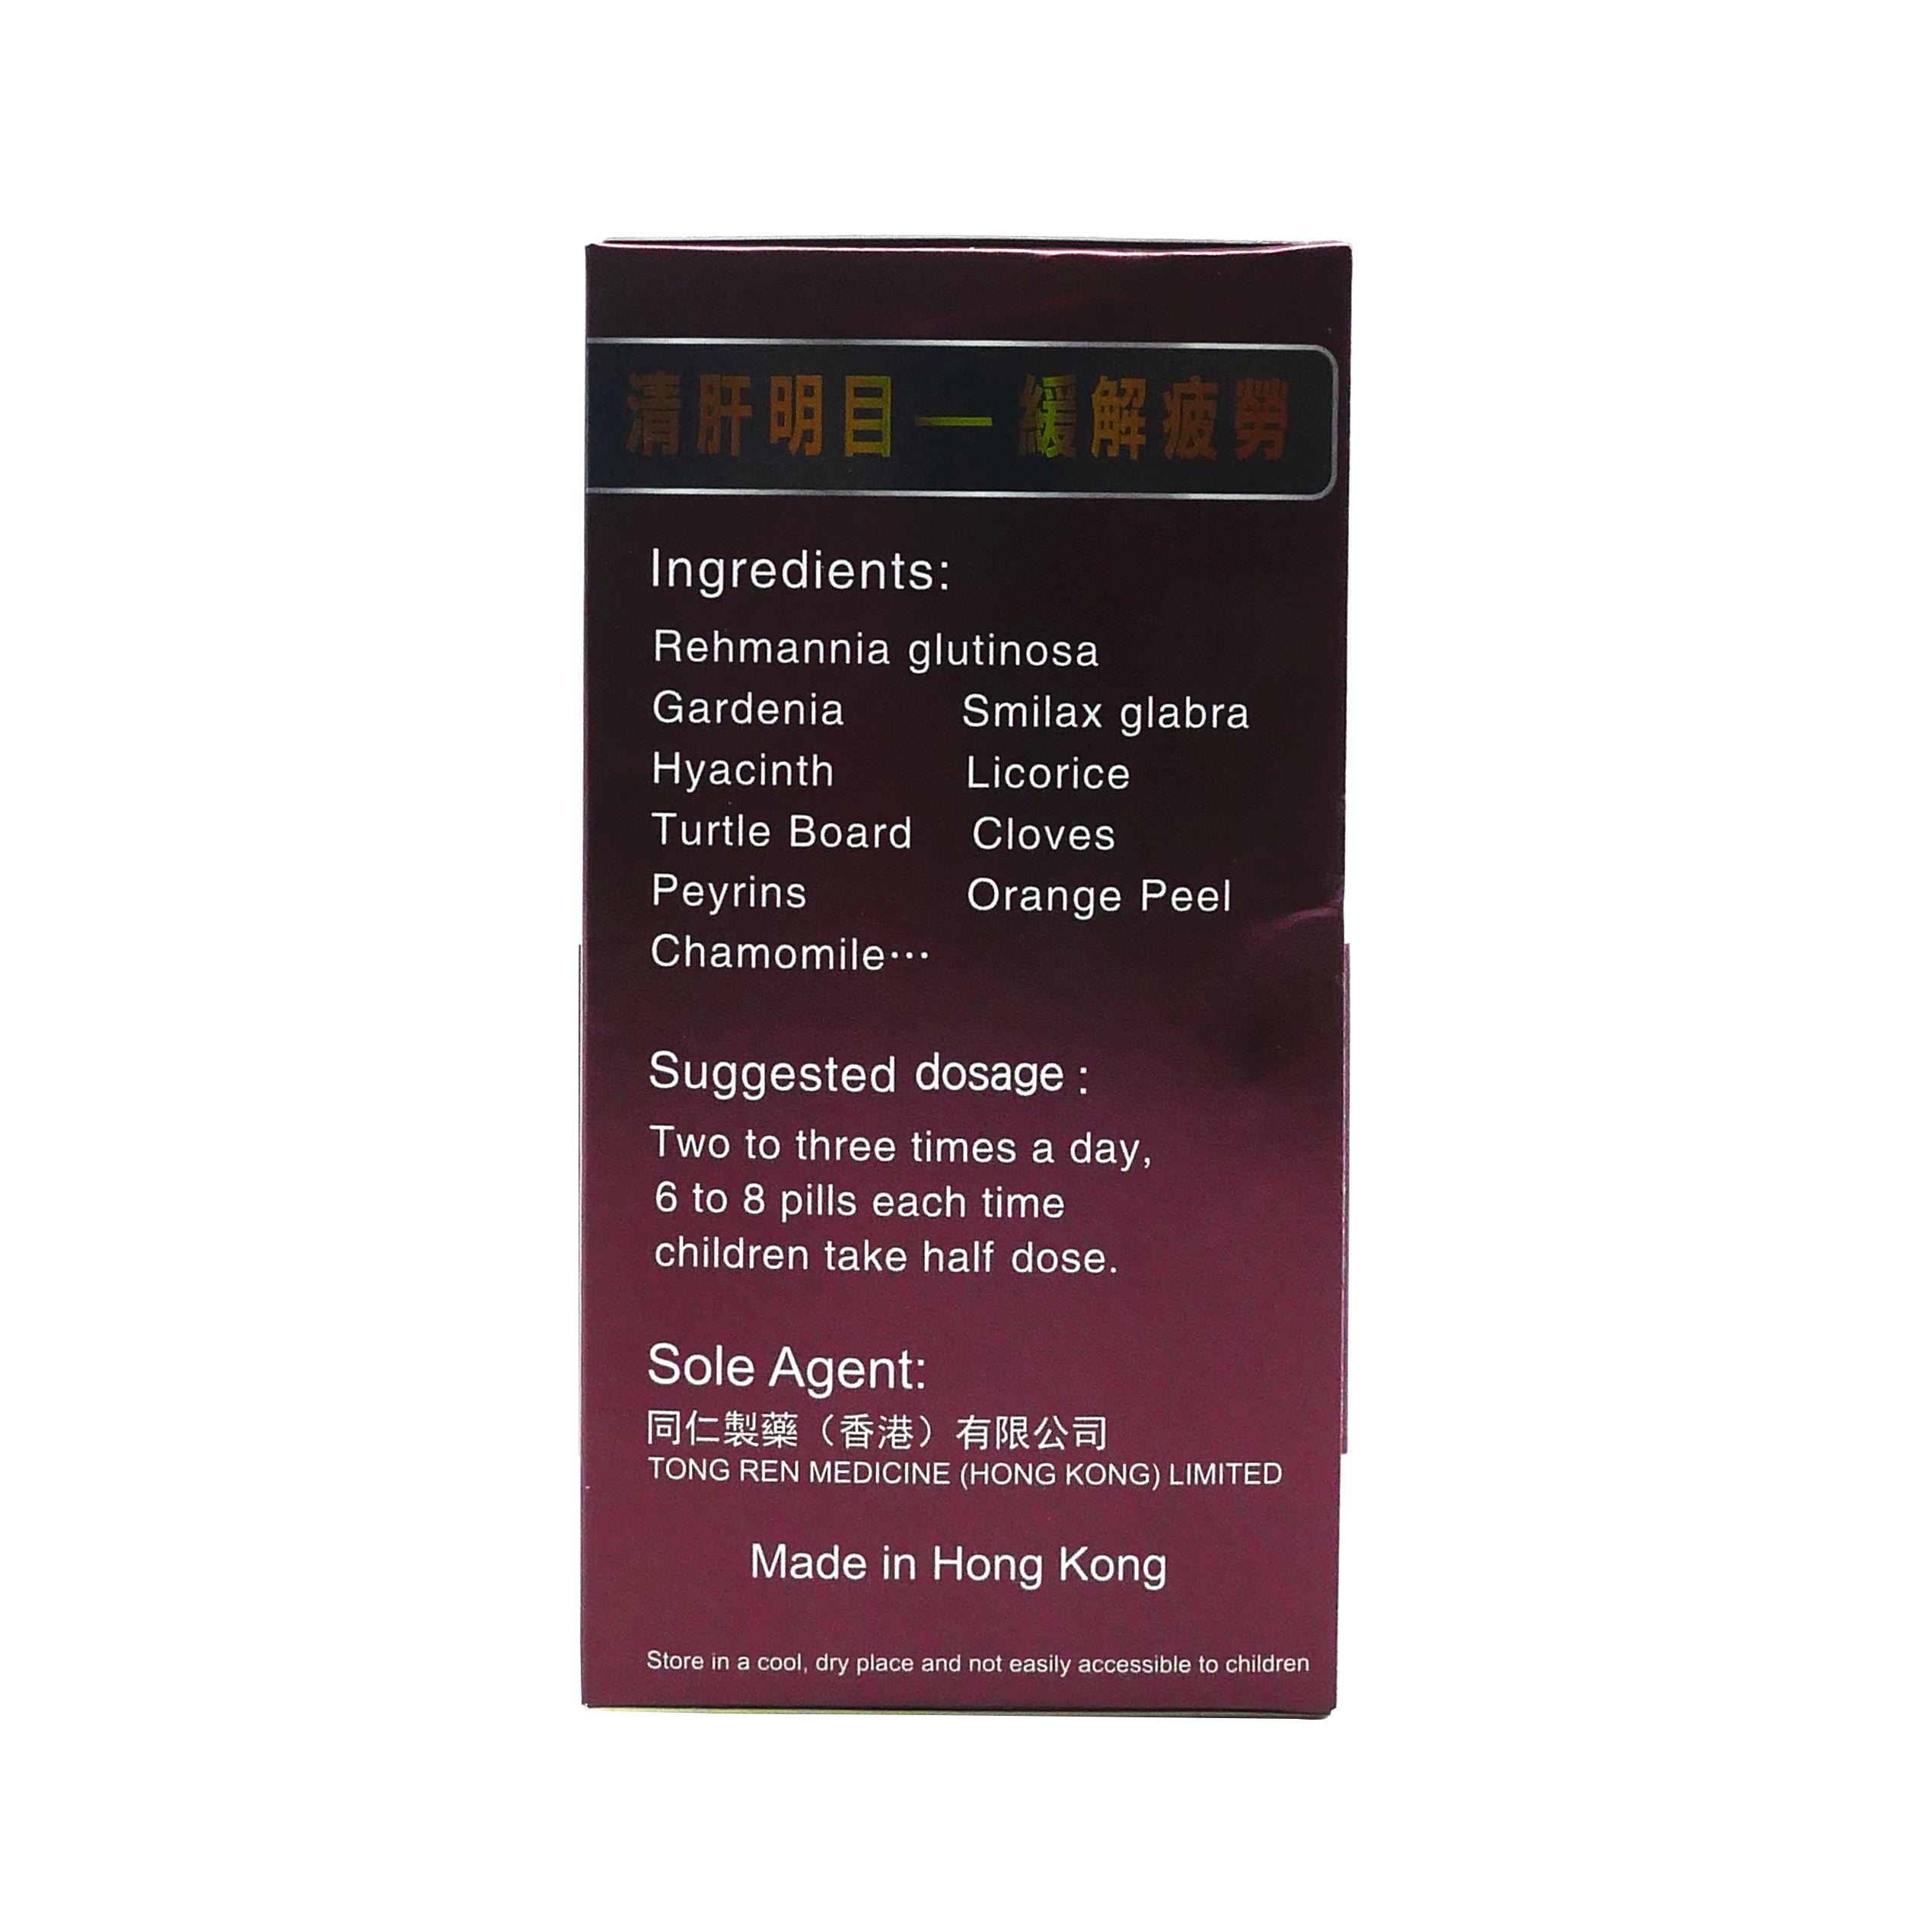 清肝明目—緩解疲勞
Ingredients:
Rehmannia glutinosa
Gardenia Smilax glabra
Hyacinth Licorice
Turtle Board Cloves
Peyrins Orange Peel
Chamomile…
Suggested dosage :
Two to three times a day,
6 to 8 pills each time
children take half dose.
Sole Agent:
同仁製藥（香港）有限公司
TONG REN MEDICINE (HONG KONG) LIMITED
Made in Hong Kong
Store in a cool, dry place and not easily accessible to children